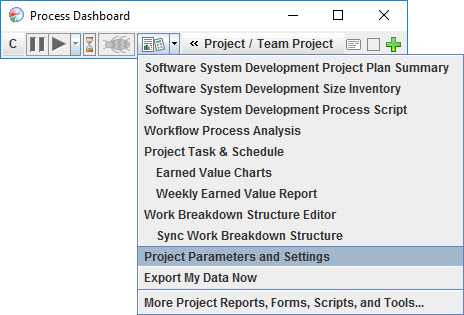 Process Dashboard
C « Project / Team Project
Software System Development Project Plan Summary
Software System Development Size Inventory
Software System Development Process Script
Workflow Process Analysis
Project Task & Schedule
Earned Value Charts
Weekly Earned Value Report
Work Breakdown Structure Editor
Sync Work Breakdown Structure
Project Parameters and Settings
Export My Data Now
More Project Reports, Forms, Scripts, and Tools...